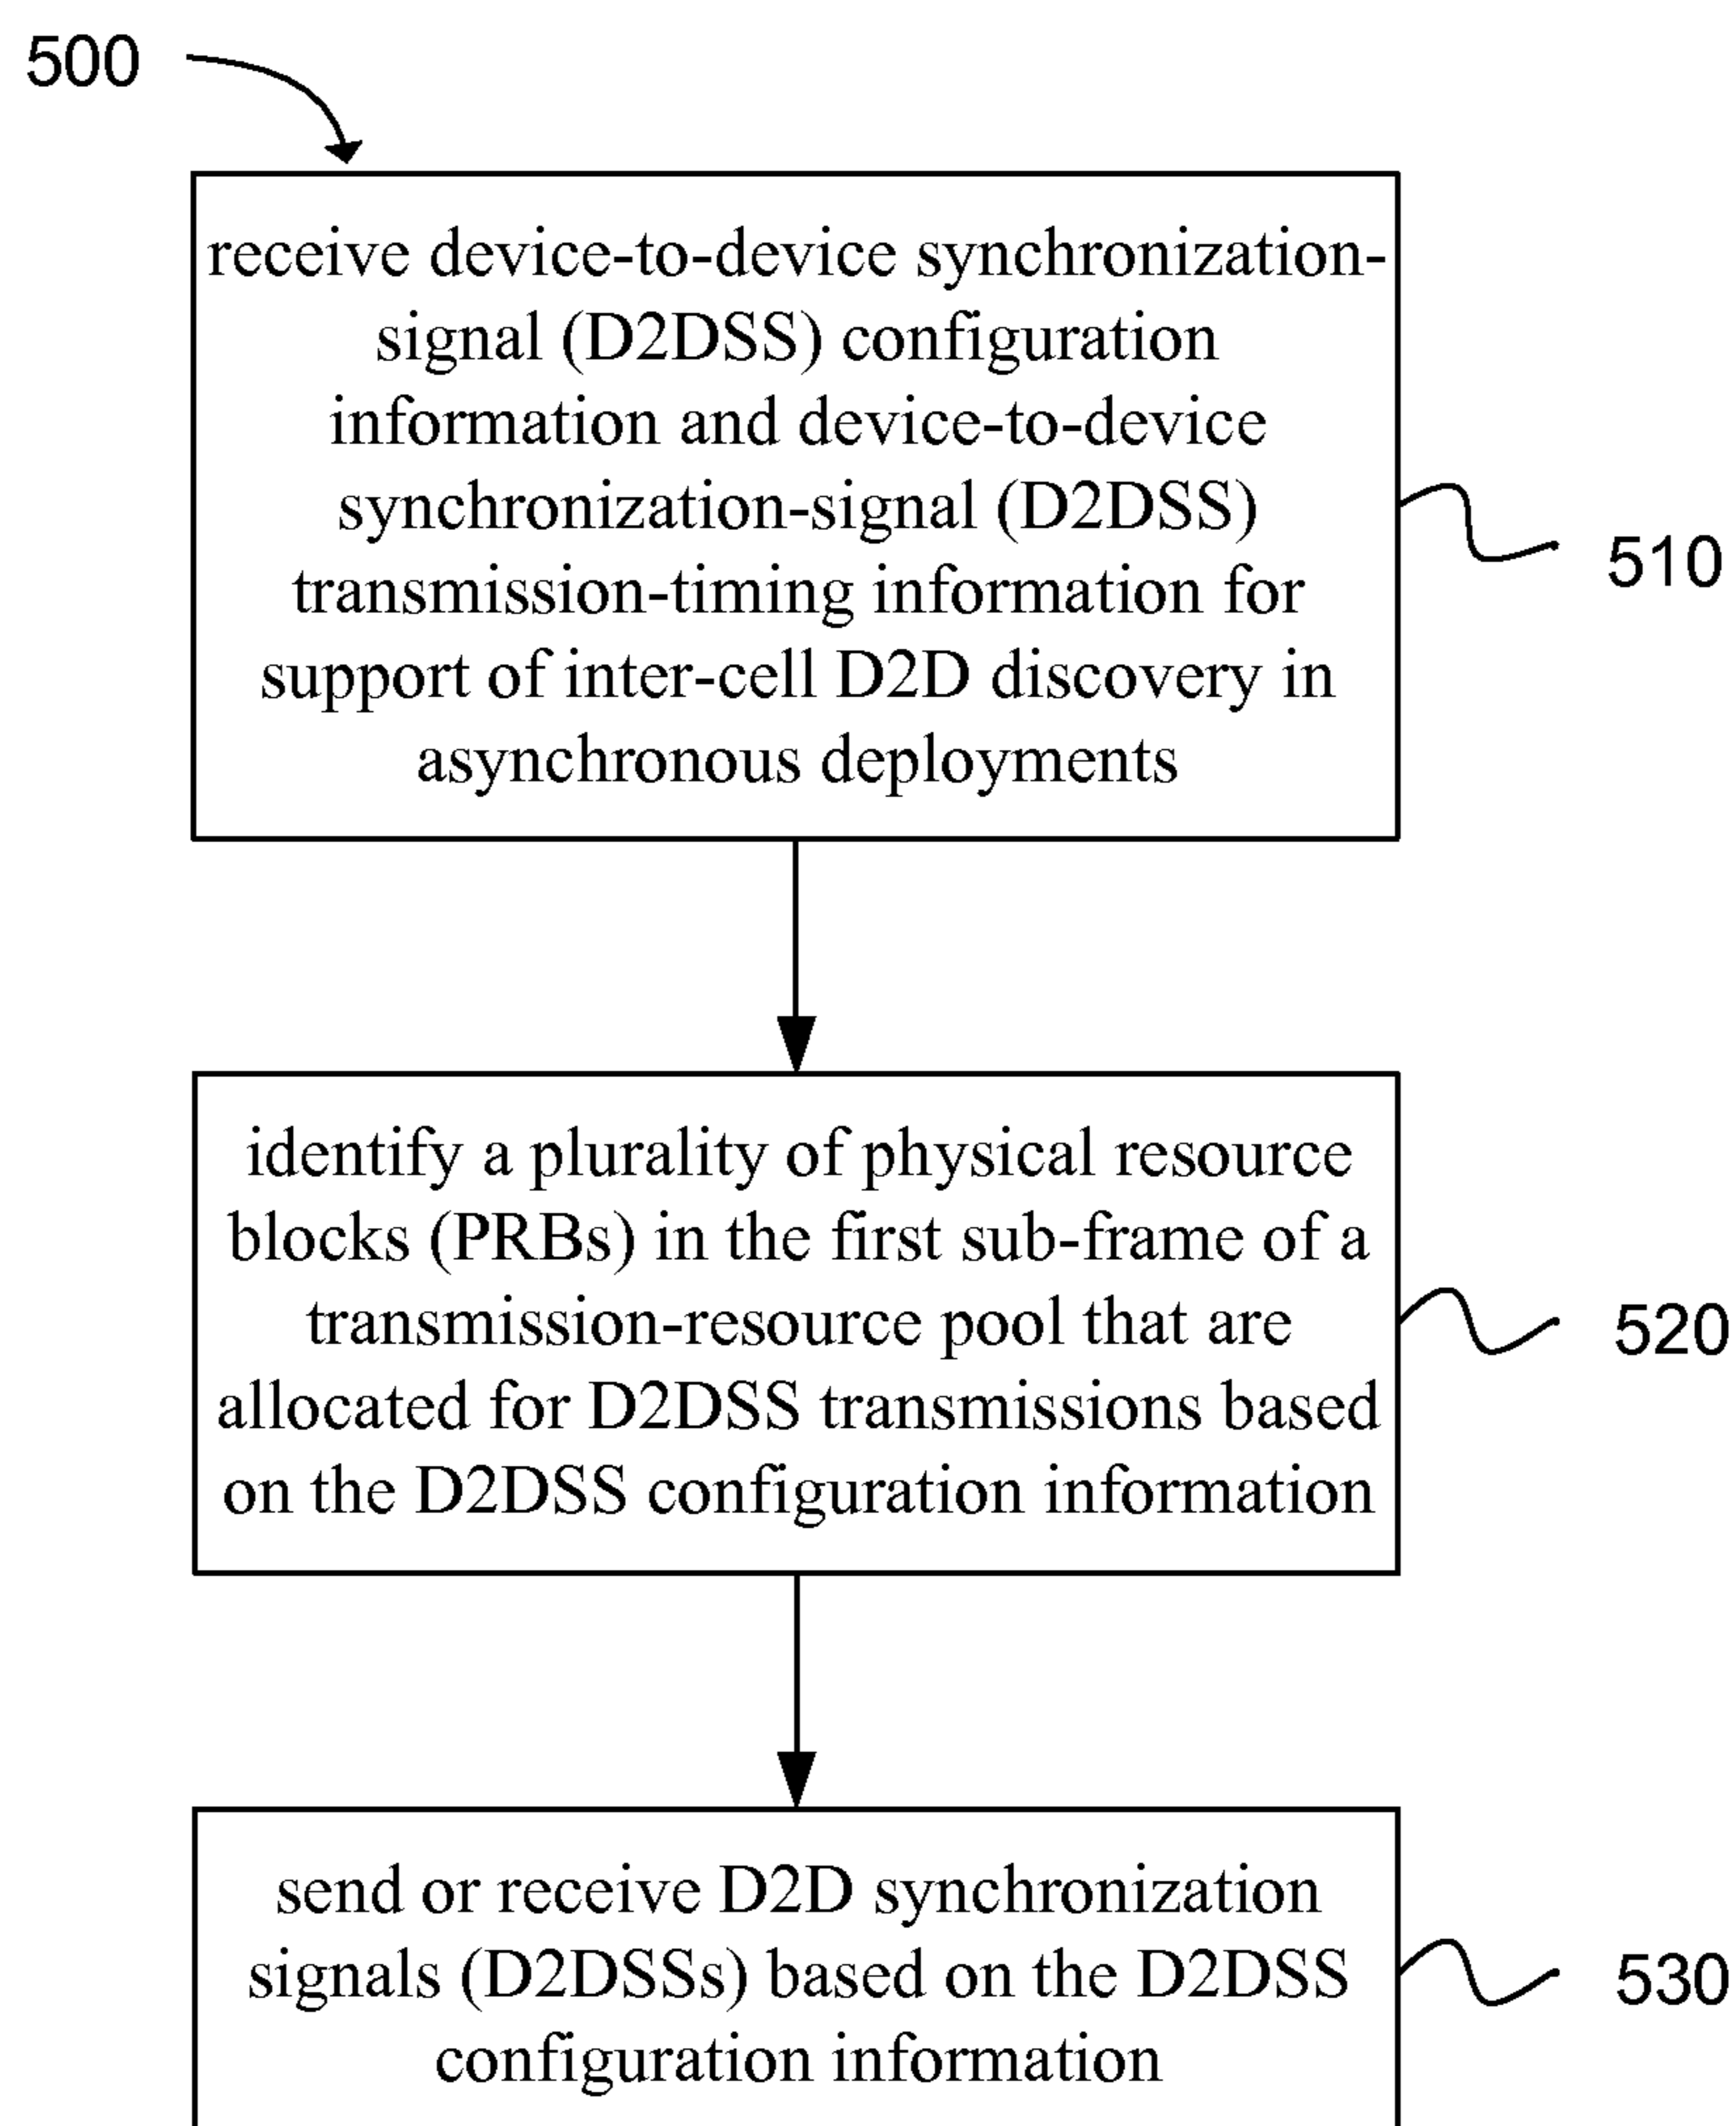 500
receive device-to-device synchronization-
signal (D2DSS) configuration
information and device-to-device
synchronization-signal (D2DSS)
transmission-timing information for
support of inter-cell D2D discovery in
asynchronous deployments
510
identify a plurality of physical resource
blocks (PRBs) in the first sub-frame of a
transmission-resource pool that are
allocated for D2DSS transmissions based
on the D2DSS configuration information
520
send or receive D2D synchronization
signals (D2DSSs) based on the D2DSS
configuration information
530